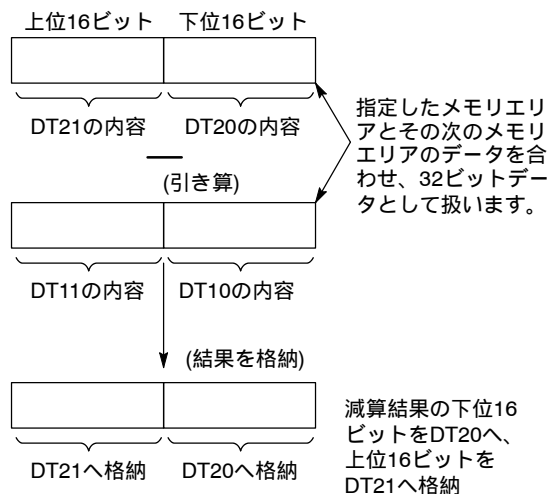 上位16ビット 下位16ビット
DT21の内容 DT20の内容
指定したメモリエリ
アとその次のメモリ
エリアのデータを合
わせ、32ビットデー
タとして扱います。
(引き算)
DT11の内容 DT10の内容
(結果を格納)
DT21へ格納 DT20へ格納
減算結果の下位16
ビットをDT20へ、
上位16ビットを
DT21へ格納